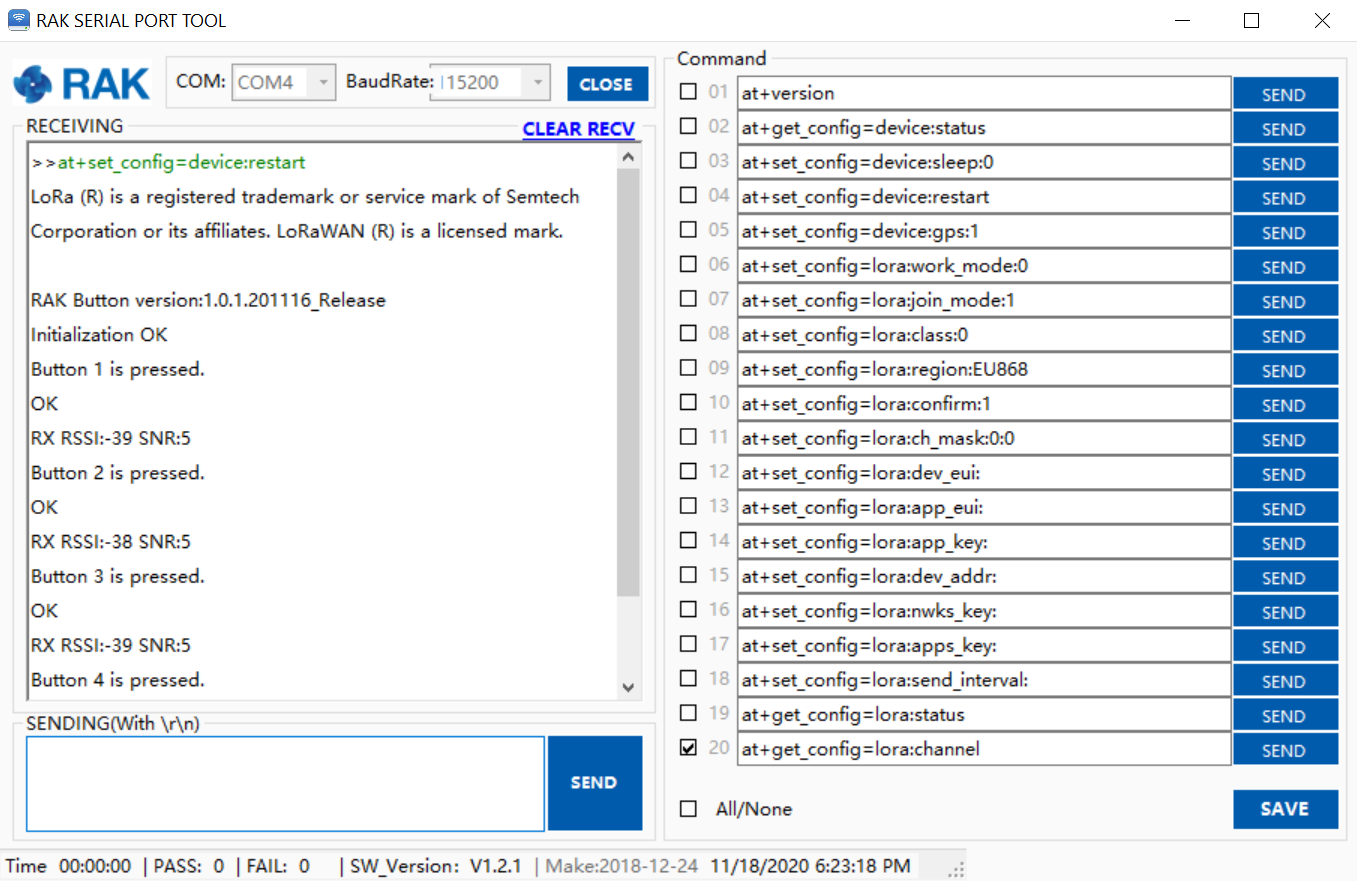 RAK SERIAL PORT TOOL
RAK
COM: COM4 BaudRate: 115200 CLOSE
RECEIVING CLEAR RECV
>>at+set_config=device:restart
LoRa (R) is a registered trademark or service mark of Semtech
Corporation or its affiliates. LoRaWAN (R) is a licensed mark.
RAK Button version:1.0.1.201116_Release
Initialization OK
Button 1 is pressed.
OK
RX RSSI:-39 SNR:5
Button 2 is pressed.
OK
RX RSSI:-38 SNR:5
Button 3 is pressed.
OK
RX RSSI:-39 SNR:5
Button 4 is pressed.
SENDING(With \r\n)
SEND
Command
01 at+version SEND
02 at+get_config=device:status SEND
03 at+set_config=device:sleep:0 SEND
04 at+set_config=device:restart SEND
05 at+set_config=device:gps:1 SEND
06 at+set_config=lora:work_mode:0 SEND
07 at+set_config=lora:join_mode:1 SEND
08 at+set_config=lora:class:0 SEND
09 at+set_config=lora:region:EU868 SEND
10 at+set_config=lora:confirm:1 SEND
11 at+set_config=lora:ch_mask:0:0 SEND
12 at+set_config=lora:dev_eui: SEND
13 at+set_config=lora:app_eui: SEND
14 at+set_config=lora:app_key: SEND
15 at+set_config=lora:dev_addr: SEND
16 at+set_config=lora:nwks_key: SEND
17 at+set_config=lora:apps_key: SEND
18 at+set_config=lora:send_interval: SEND
19 at+get_config=lora:status SEND
20 at+get_config=lora:channel SEND
All/None SAVE
Time 00:00:00 | PASS: 0 | FAIL: 0 | SW_Version: V1.2.1 | Make:2018-12-24 11/18/2020 6:23:18 PM